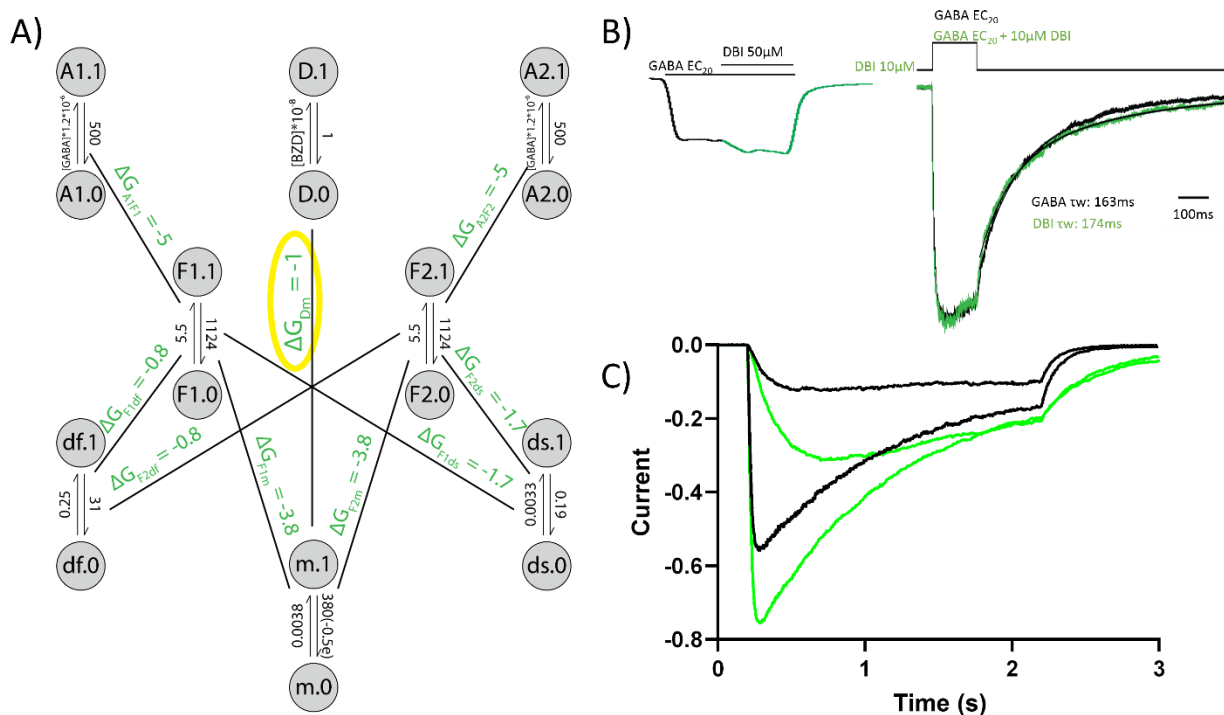 A)
A1.1
D.1
A2.1
[GABA]*1.2*10⁻⁶
500
[BZD]*10⁻⁸
1
[GABA]*1.2*10⁻⁶
500
A1.0
D.0
A2.0
ΔG_A1F1 = -5
ΔG_A2F2 = -5
F1.1
ΔG_Dm = -1
F2.1
5.5
1124
5.5
1124
F1.0
F2.0
ΔG_F1df = -0.8
ΔG_F2ds = -1.7
df.1
ΔG_F2df = -0.8
ΔG_F1m = -3.8
ΔG_F2m = -3.8
ΔG_F1ds = -1.7
ds.1
0.25
31
0.0033
0.19
df.0
m.1
ds.0
0.0038
380(-0.5e)
m.0
B)
GABA EC₂₀
DBI 50μM
GABA EC₂₀
GABA EC₂₀ + 10μM DBI
DBI 10μM
GABA τw: 163ms
DBI τw: 174ms
100ms
C)
0.0
-0.2
-0.4
-0.6
-0.8
Current
0
1
2
3
Time (s)